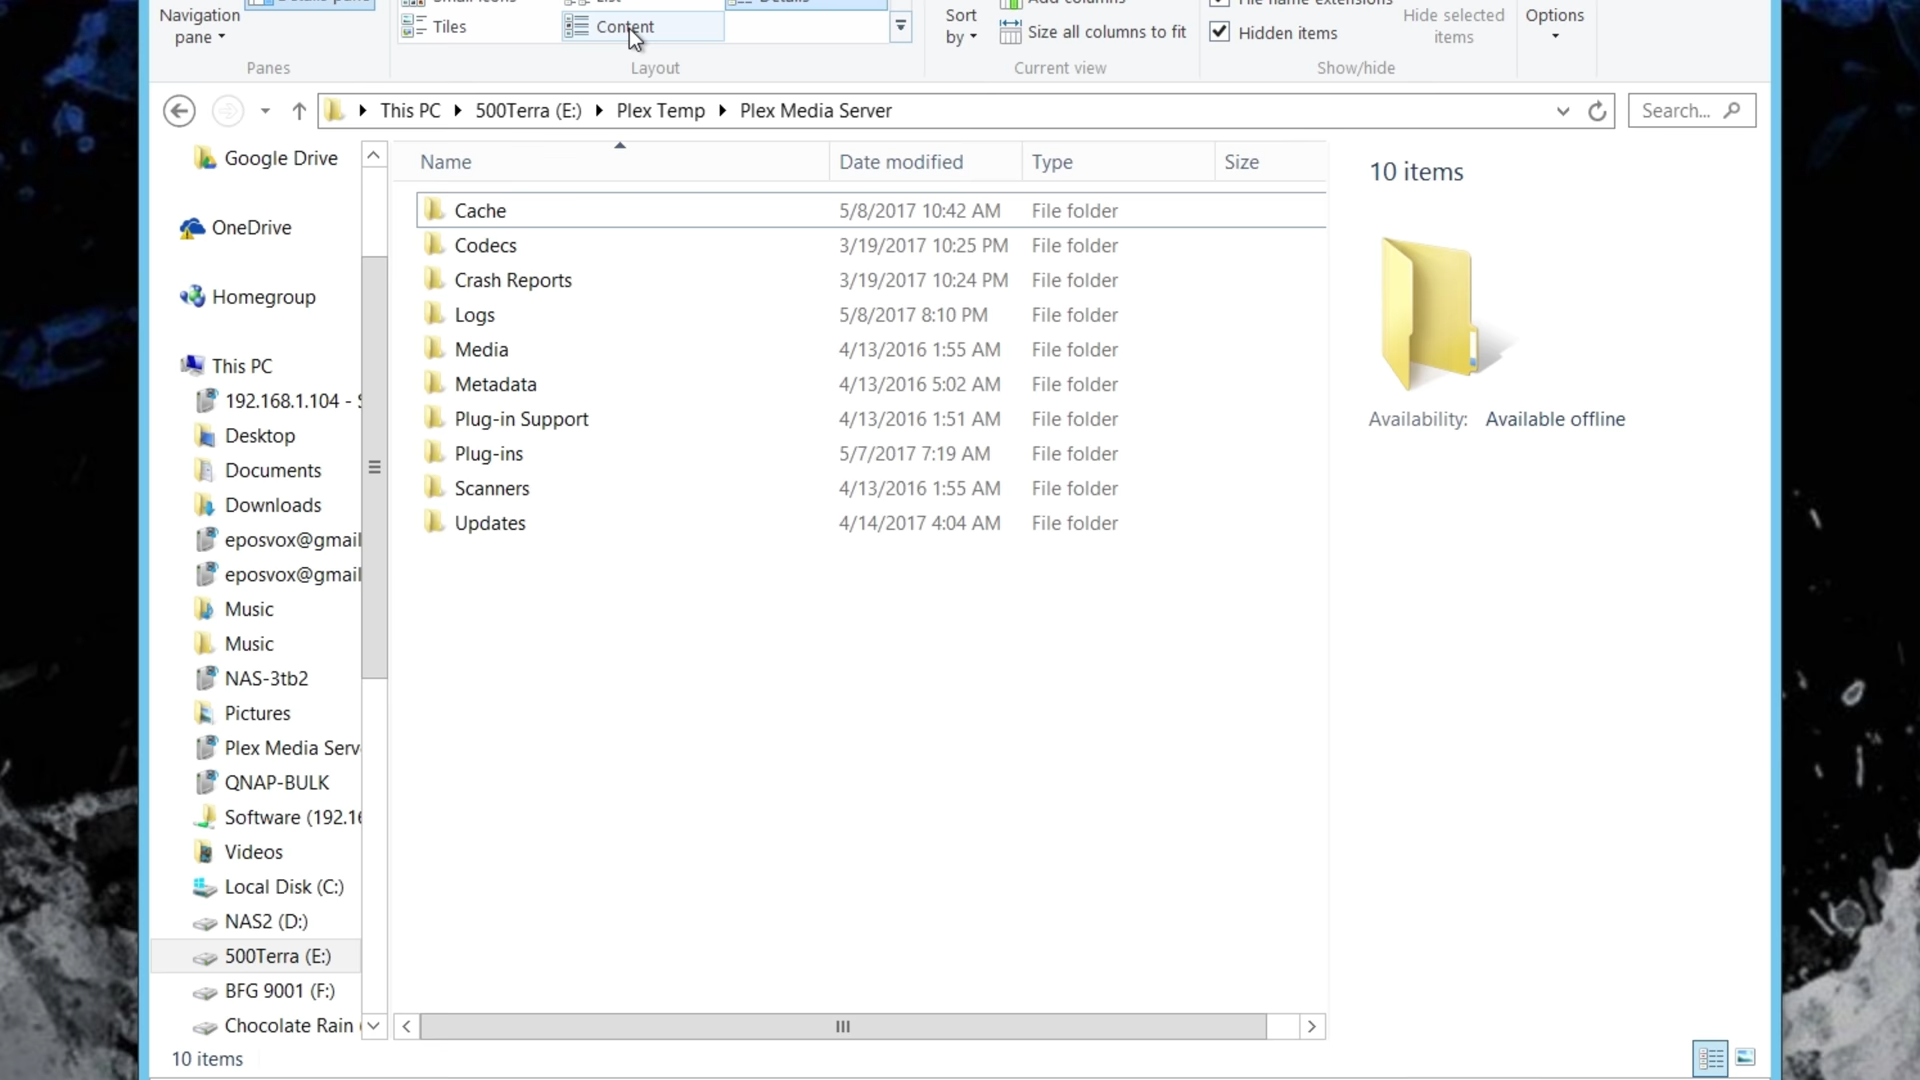 Navigation
pane
Tiles
Content
Sort
by
Size all columns to fit
Hidden items
Hide selected
items
Options
Panes
Layout
Current view
Show/hide
This PC
500Terra (E:)
Plex Temp
Plex Media Server
Search...
Google Drive
OneDrive
Homegroup
This PC
192.168.1.104 -
Desktop
Documents
Downloads
eposvox@gmail
eposvox@gmail
Music
Music
NAS-3tb2
Pictures
Plex Media Serv
QNAP-BULK
Software (192.16
Videos
Local Disk (C:)
NAS2 (D:)
500Terra (E:)
BFG 9001 (F:)
Chocolate Rain
Name Date modified Type Size
Cache 5/8/2017 10:42 AM File folder
Codecs 3/19/2017 10:25 PM File folder
Crash Reports 3/19/2017 10:24 PM File folder
Logs 5/8/2017 8:10 PM File folder
Media 4/13/2016 1:55 AM File folder
Metadata 4/13/2016 5:02 AM File folder
Plug-in Support 4/13/2016 1:51 AM File folder
Plug-ins 5/7/2017 7:19 AM File folder
Scanners 4/13/2016 1:55 AM File folder
Updates 4/14/2017 4:04 AM File folder
10 items
Availability: Available offline
10 items